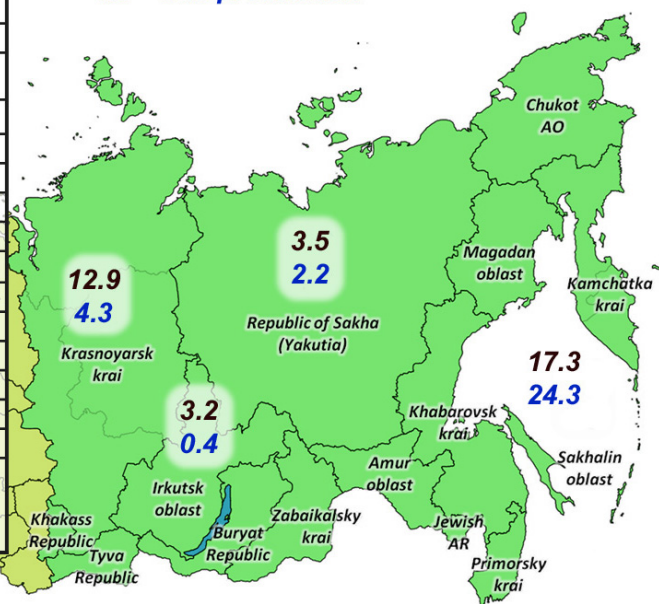 Chukot
AO
3.5
2.2
Magadan
oblast
12.9
4.3
Kamchatka
krai
Republic of Sakha
(Yakutia)
Krasnoyarsk
krai
17.3
24.3
3.2
0.4
Khabarovsk
krai
Amur
oblast
Sakhalin
oblast
Irkutsk
oblast
Khakass
Republic
Buryat
Republic
Zabaikalsky
krai
Jewish
AR
Tyva
Republic
Primorsky
krai